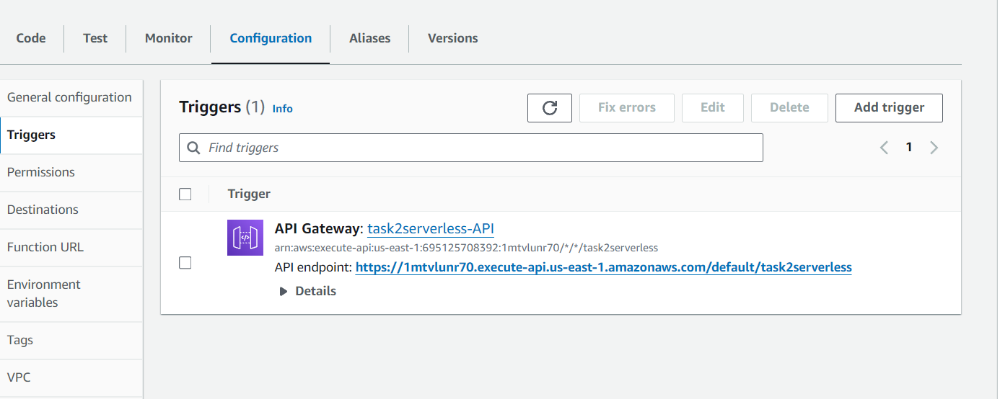 Code Test Monitor Configuration Aliases Versions
General configuration
Triggers
Permissions
Destinations
Function URL
Environment
variables
Tags
VPC
Triggers (1) Info
Fix errors Edit Delete Add trigger
Find triggers
1
Trigger
API Gateway: task2serverless-API
arn:aws:execute-api:us-east-1:695125708392:1mtvlunr70/*/*/task2serverless
API endpoint: https://1mtvlunr70.execute-api.us-east-1.amazonaws.com/default/task2serverless
Details